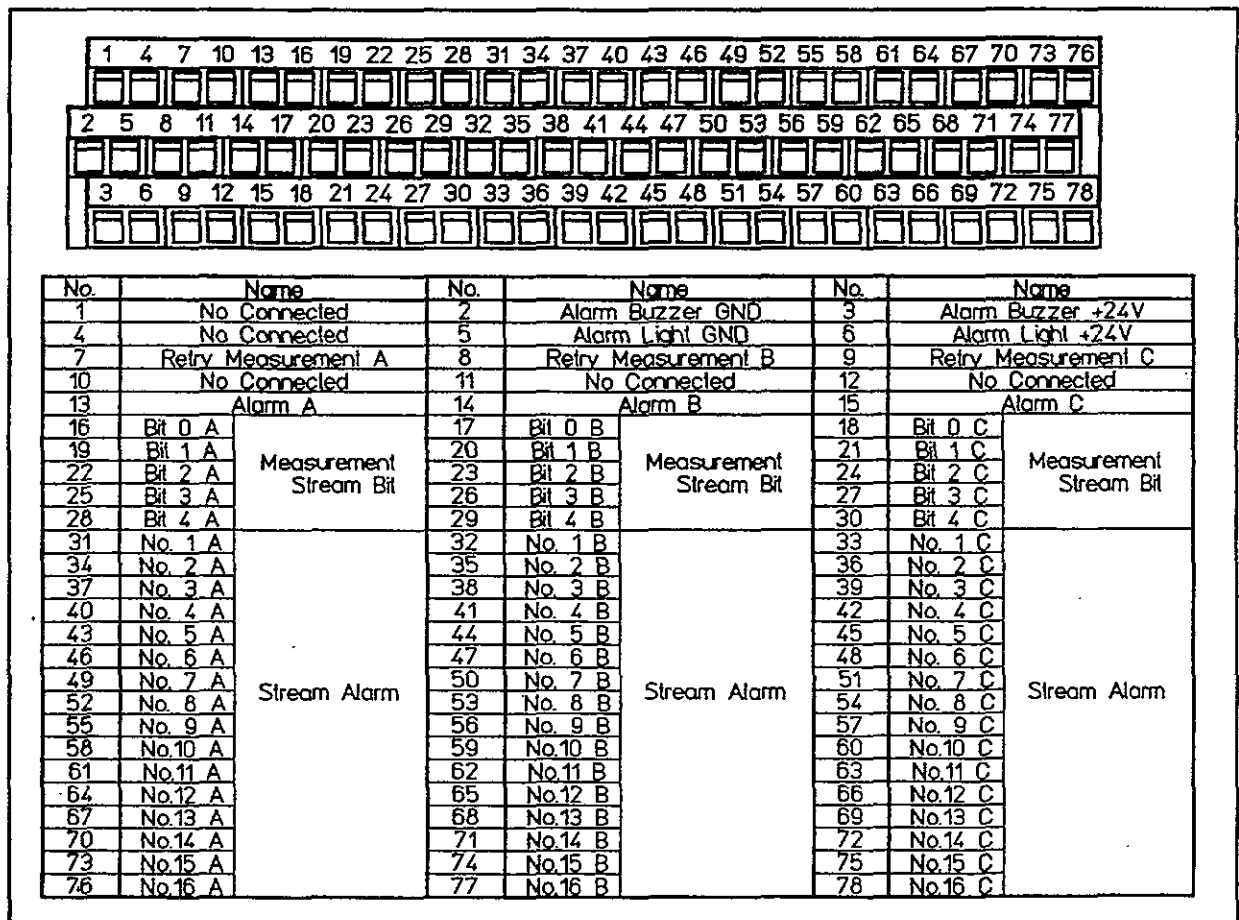 1 4 7 10 13 16 19 22 25 28 31 34 37 40 43 46 49 52 55 58 61 64 67 70 73 76
2 5 8 11 14 17 20 23 26 29 32 35 38 41 44 47 50 53 56 59 62 65 68 71 74 77
3 6 9 12 15 18 21 24 27 30 33 36 39 42 45 48 51 54 57 60 63 66 69 72 75 78
No. Name No. Name No. Name
1 No Connected 2 Alarm Buzzer GND 3 Alarm Buzzer +24V
4 No Connected 5 Alarm Light GND 6 Alarm Light +24V
7 Retry Measurement A 8 Retry Measurement B 9 Retry Measurement C
10 No Connected 11 No Connected 12 No Connected
13 Alarm A 14 Alarm B 15 Alarm C
16 Bit 0 A 17 Bit 0 B 18 Bit 0 C
19 Bit 1 A 20 Bit 1 B 21 Bit 1 C
Measurement Measurement Measurement
22 Bit 2 A 23 Bit 2 B 24 Bit 2 C
Stream Bit Stream Bit Stream Bit
25 Bit 3 A 26 Bit 3 B 27 Bit 3 C
28 Bit 4 A 29 Bit 4 B 30 Bit 4 C
31 No. 1 A 32 No. 1 B 33 No. 1 C
34 No. 2 A 35 No. 2 B 36 No. 2 C
37 No. 3 A 38 No. 3 B 39 No. 3 C
40 No. 4 A 41 No. 4 B 42 No. 4 C
43 No. 5 A 44 No. 5 B 45 No. 5 C
46 No. 6 A 47 No. 6 B 48 No. 6 C
49 No. 7 A 50 No. 7 B 51 No. 7 C
Stream Alarm Stream Alarm Stream Alarm
52 No. 8 A 53 No. 8 B 54 No. 8 C
55 No. 9 A 56 No. 9 B 57 No. 9 C
58 No.10 A 59 No.10 B 60 No.10 C
61 No.11 A 62 No.11 B 63 No.11 C
64 No.12 A 65 No.12 B 66 No.12 C
67 No.13 A 68 No.13 B 69 No.13 C
70 No.14 A 71 No.14 B 72 No.14 C
73 No.15 A 74 No.15 B 75 No.15 C
76 No.16 A 77 No.16 B 78 No.16 C